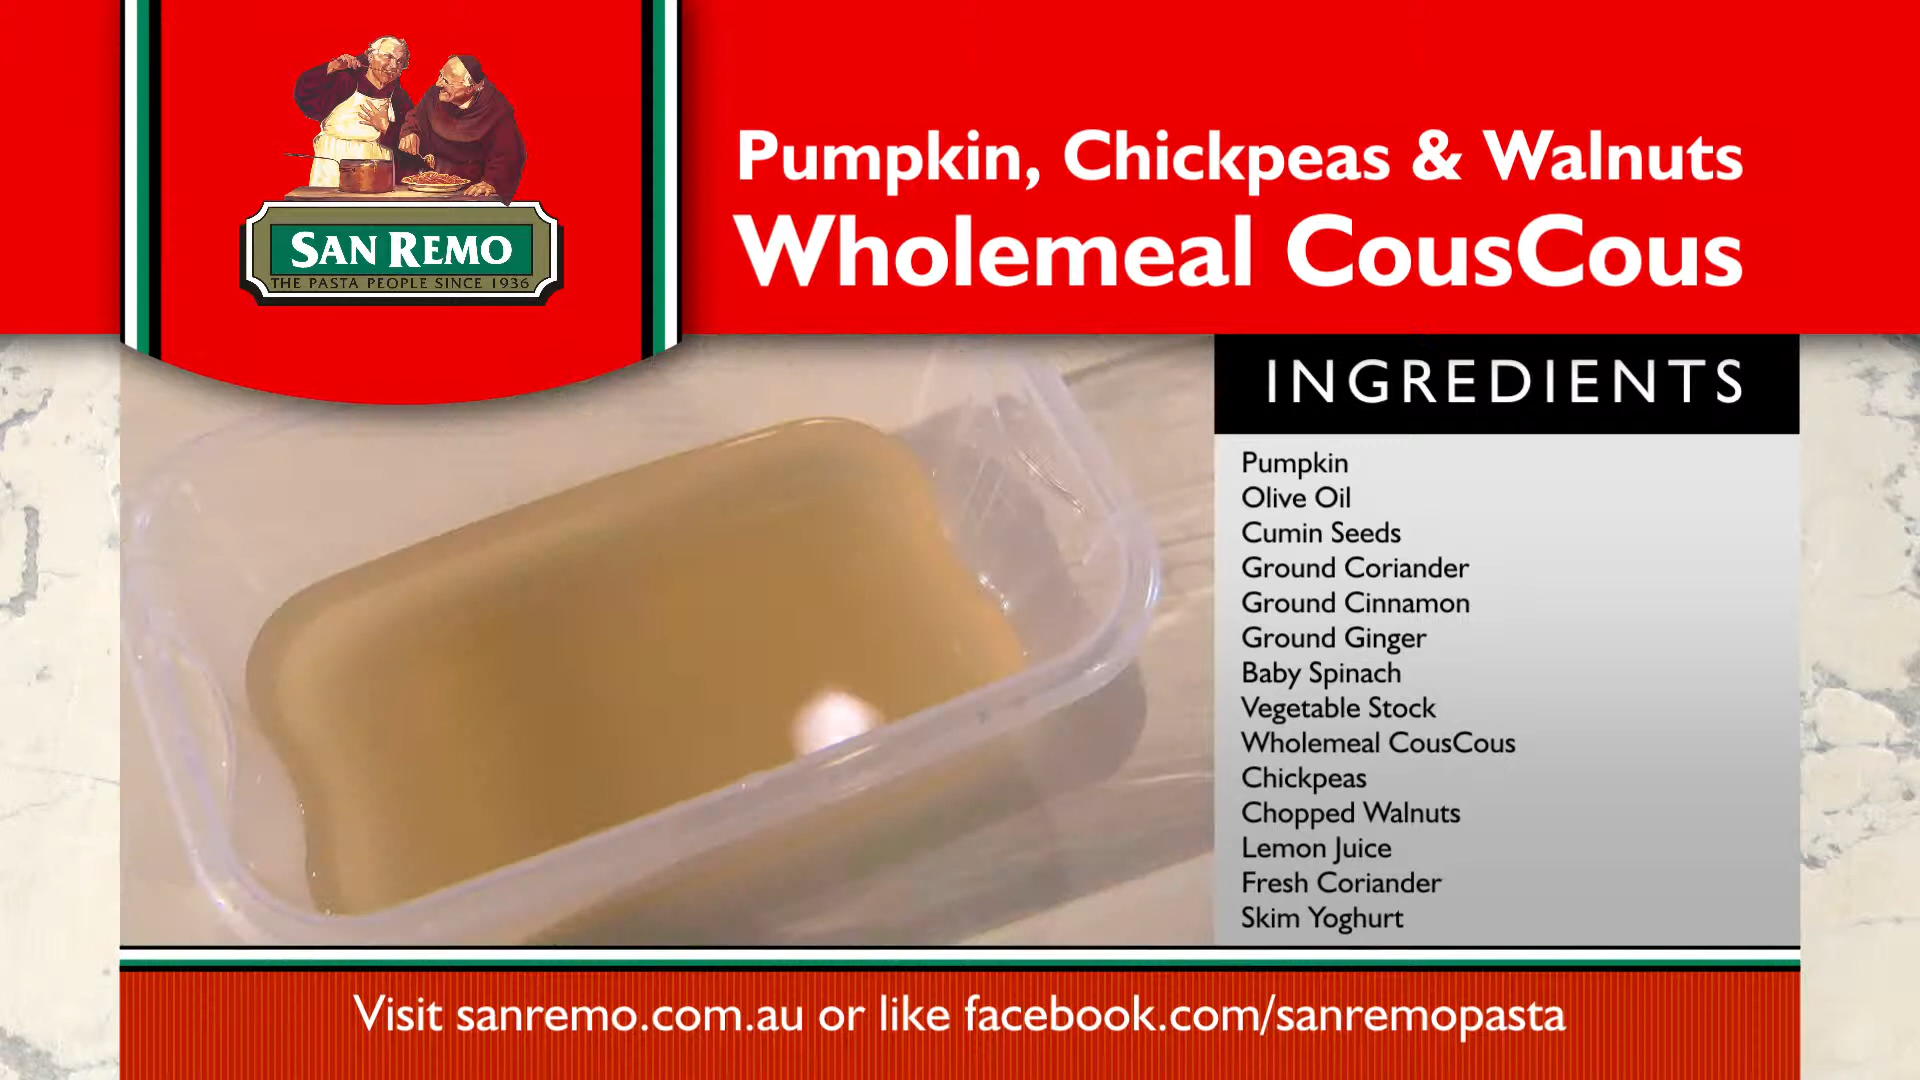 SAN REMO
THE PASTA PEOPLE SINCE 1936
Pumpkin, Chickpeas & Walnuts
Wholemeal CousCous
INGREDIENTS
Pumpkin
Olive Oil
Cumin Seeds
Ground Coriander
Ground Cinnamon
Ground Ginger
Baby Spinach
Vegetable Stock
Wholemeal CousCous
Chickpeas
Chopped Walnuts
Lemon Juice
Fresh Coriander
Skim Yoghurt
Visit sanremo.com.au or like facebook.com/sanremopasta